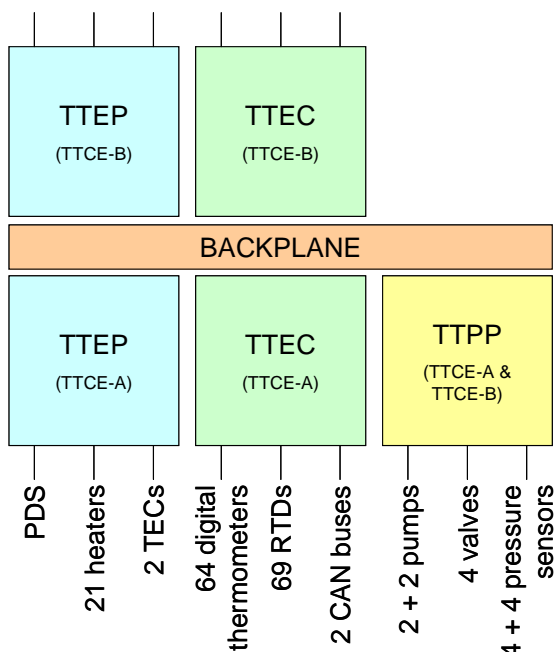 TTEP
(TTCE-B)
TTEC
(TTCE-B)
BACKPLANE
TTEP
(TTCE-A)
TTEC
(TTCE-A)
TTPP
(TTCE-A &
TTCE-B)
PDS
21 heaters
2 TECs
64 digital
thermometers
69 RTDs
2 CAN buses
2 + 2 pumps
4 valves
4 + 4 pressure
sensors